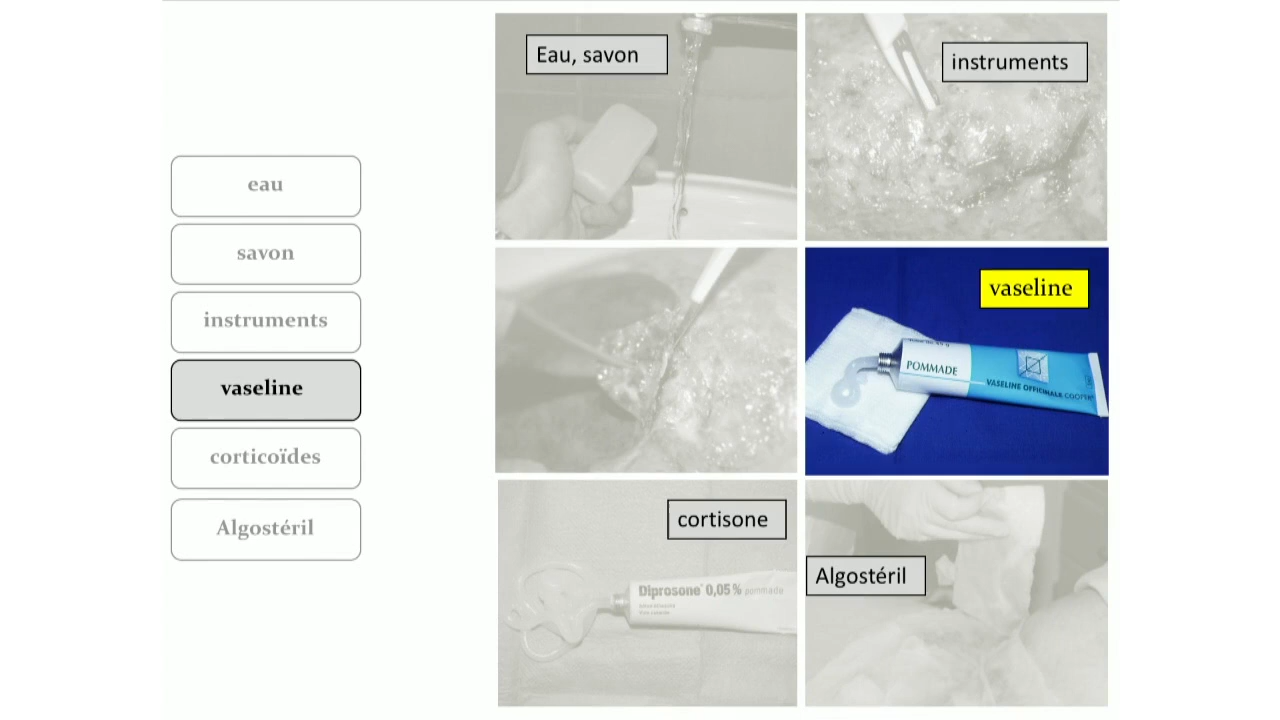 eau
savon
instruments
vaseline
corticoïdes
Algostéril
Eau, savon
instruments
vaseline
POMMADE
VASELINE OFFICINALE COOPER
cortisone
Diprosone 0,05 % pommade
Algostéril